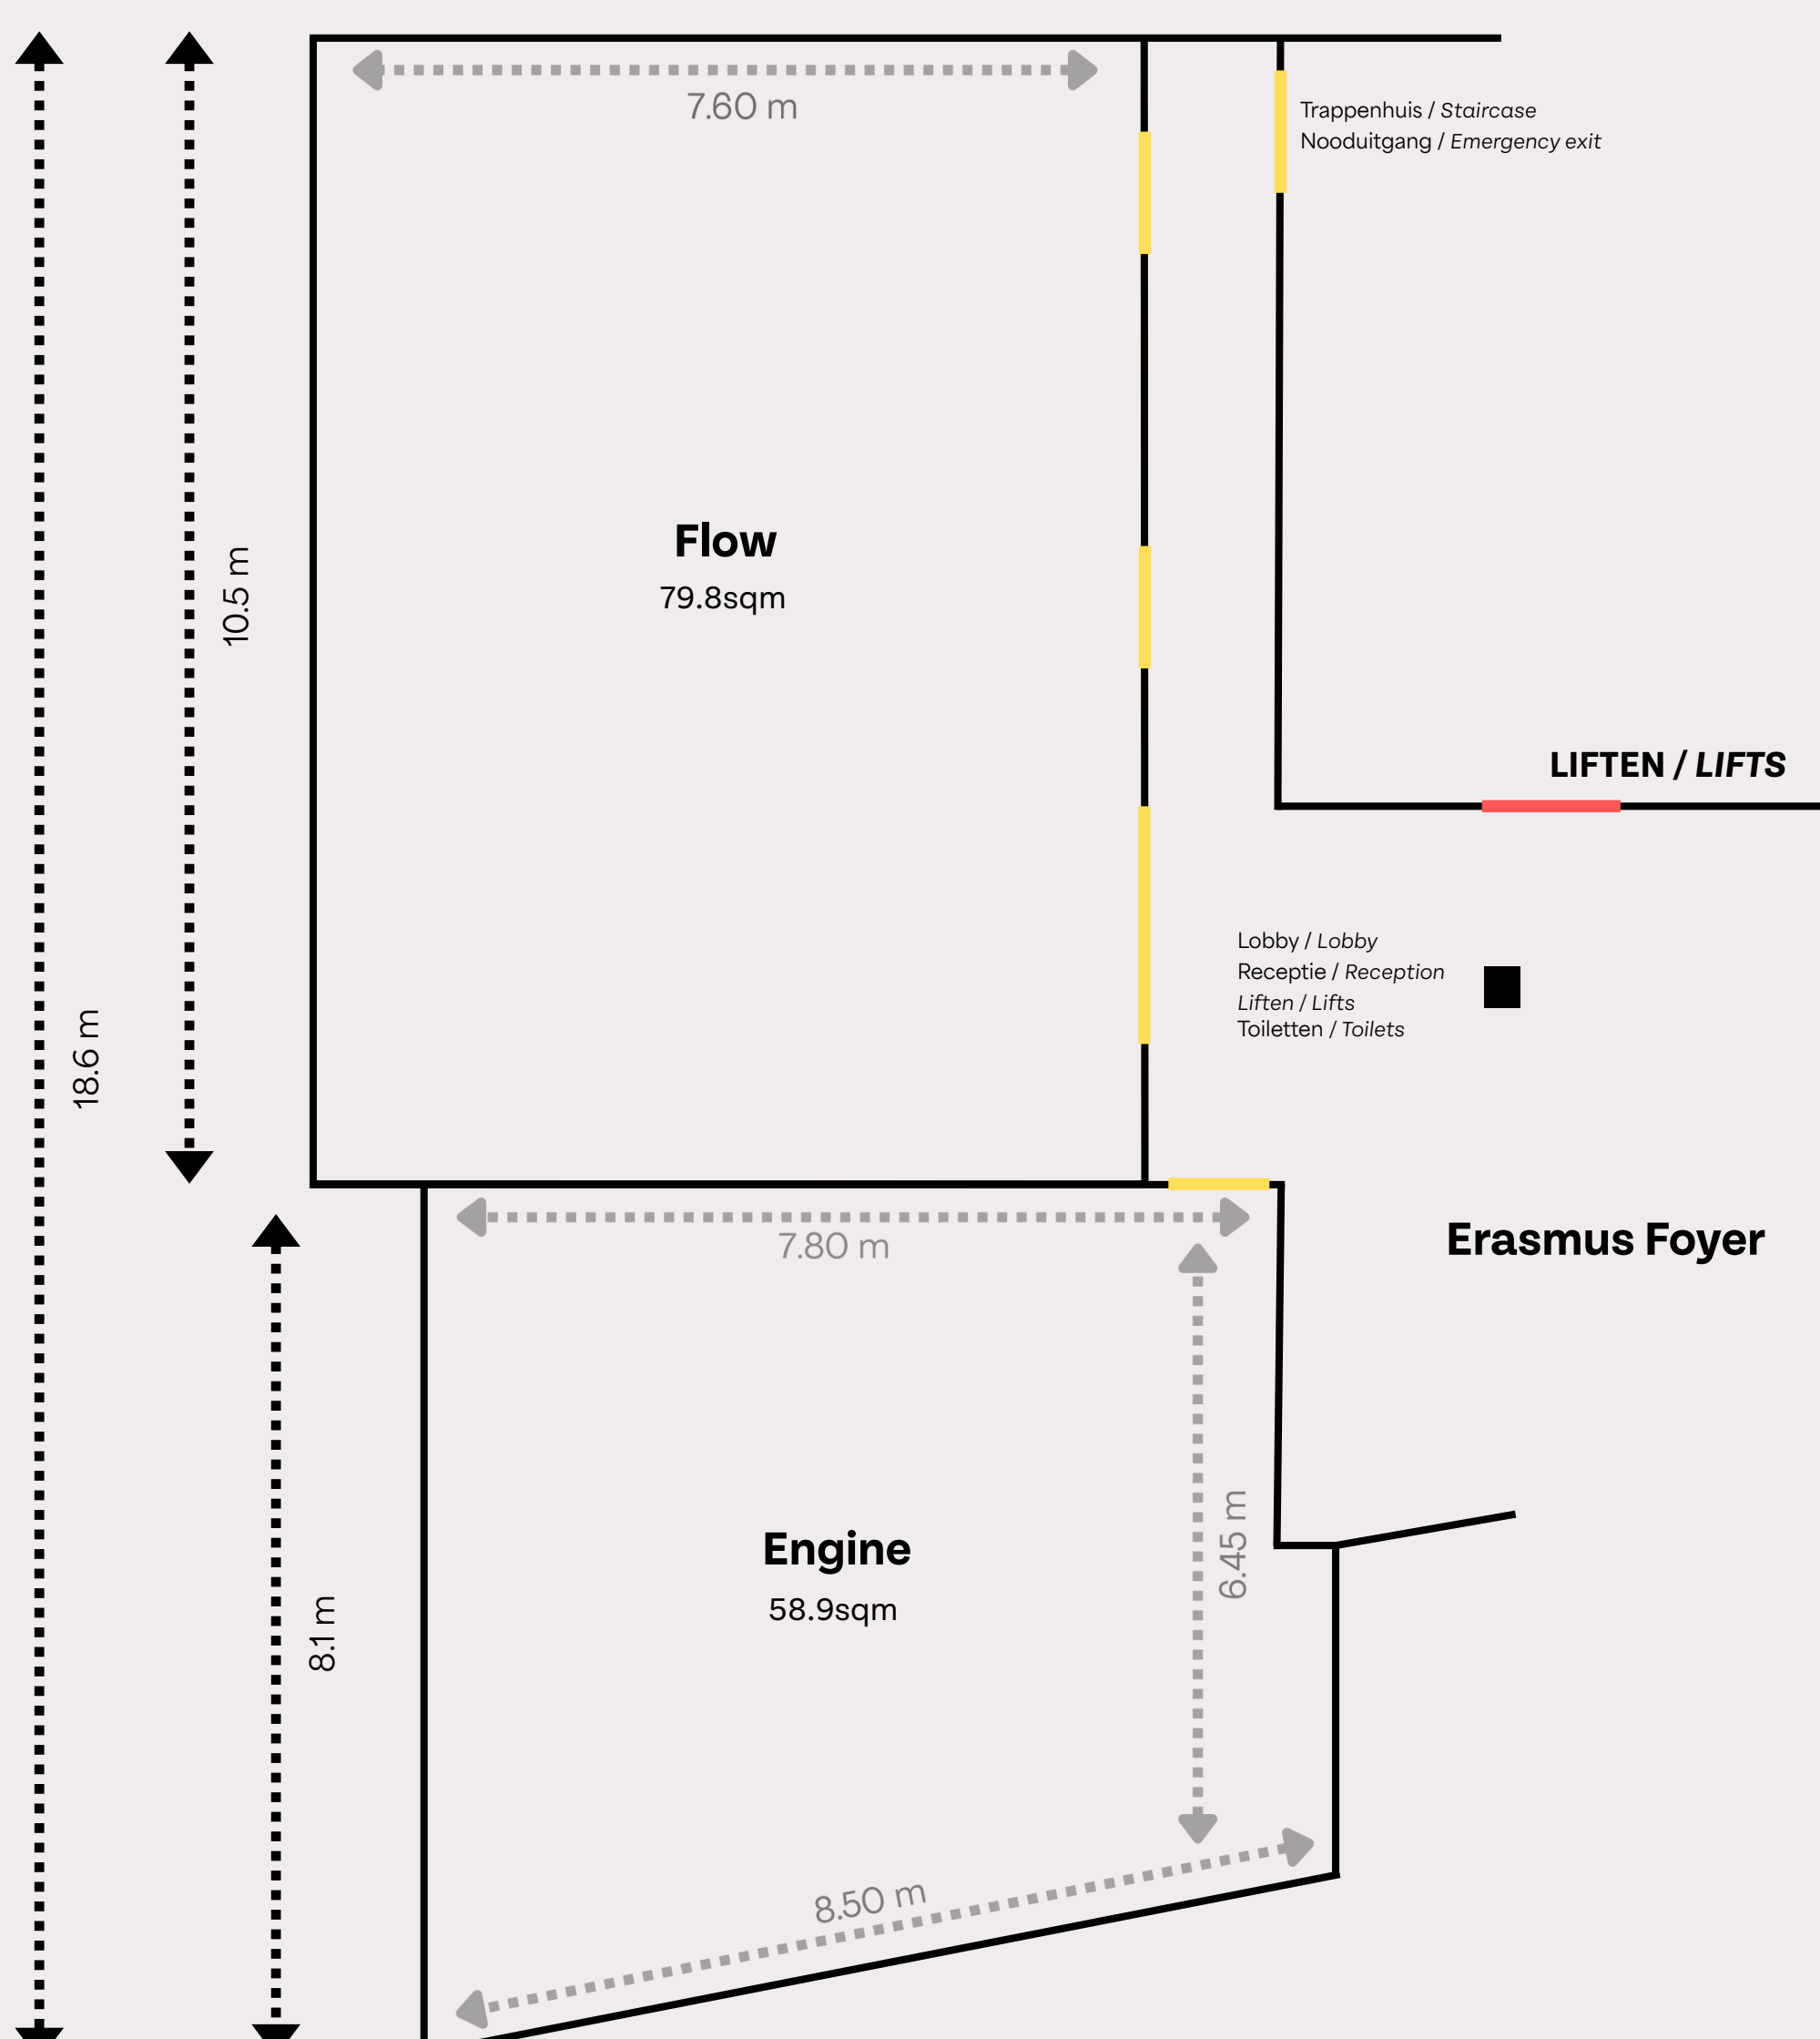 7.60 m
Trappenhuis / Staircase
Nooduitgang / Emergency exit
Flow
79.8sqm
10.5 m
LIFTEN / LIFTS
Lobby / Lobby
Receptie / Reception
Liften / Lifts
Toiletten / Toilets
18.6 m
Erasmus Foyer
7.80 m
6.45 m
Engine
58.9sqm
8.1 m
8.50 m